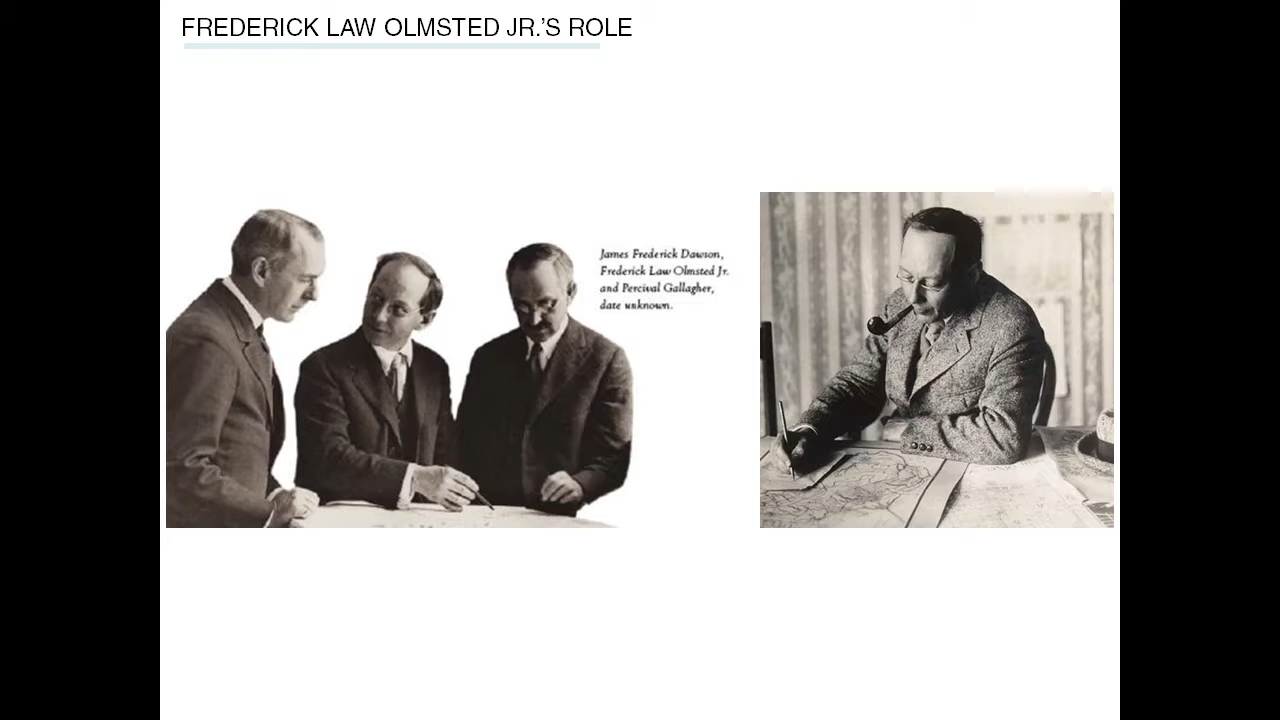 FREDERICK LAW OLMSTED JR.'S ROLE
James Frederick Dawson,
Frederick Law Olmsted Jr.
and Percival Gallagher,
date unknown.